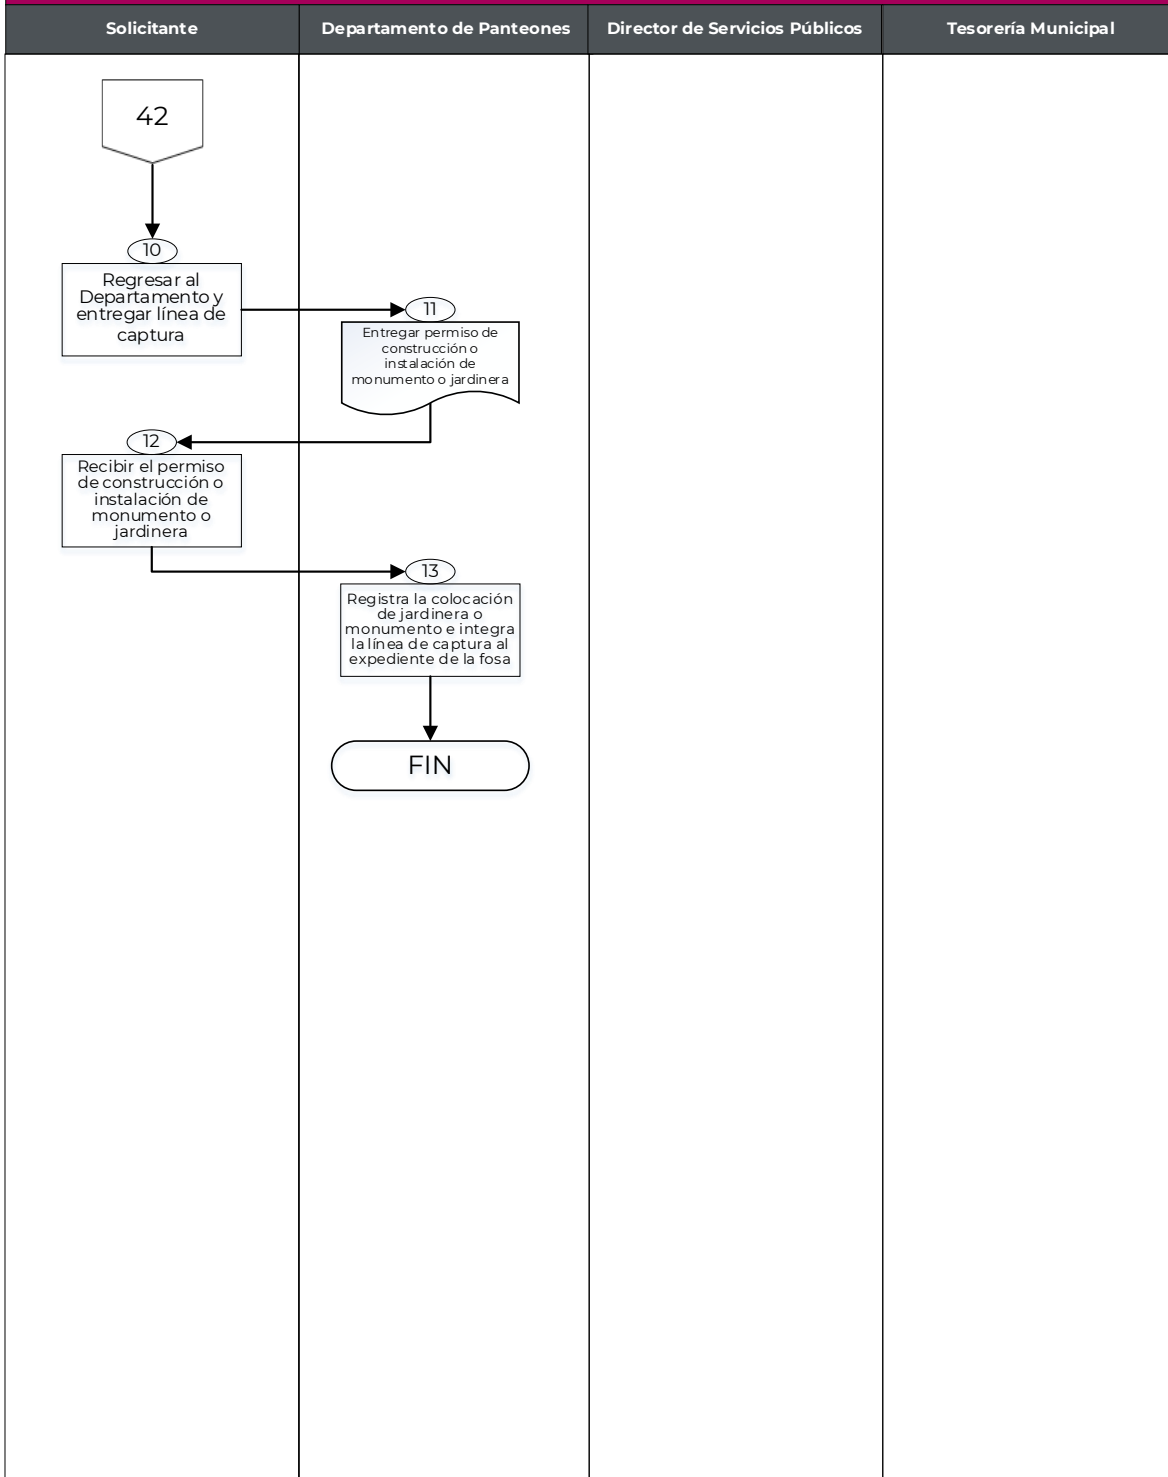 Solicitante
Departamento de Panteones
Director de Servicios Públicos
Tesorería Municipal
42
10
Regresar al
Departamento y
entregar línea de
captura
11
Entregar permiso de
construcción o
instalación de
monumento o jardinera
12
Recibir el permiso
de construcción o
instalación de
monumento o
jardinera
13
Registra la colocación
de jardinera o
monumento e integra
la línea de captura al
expediente de la fosa
FIN